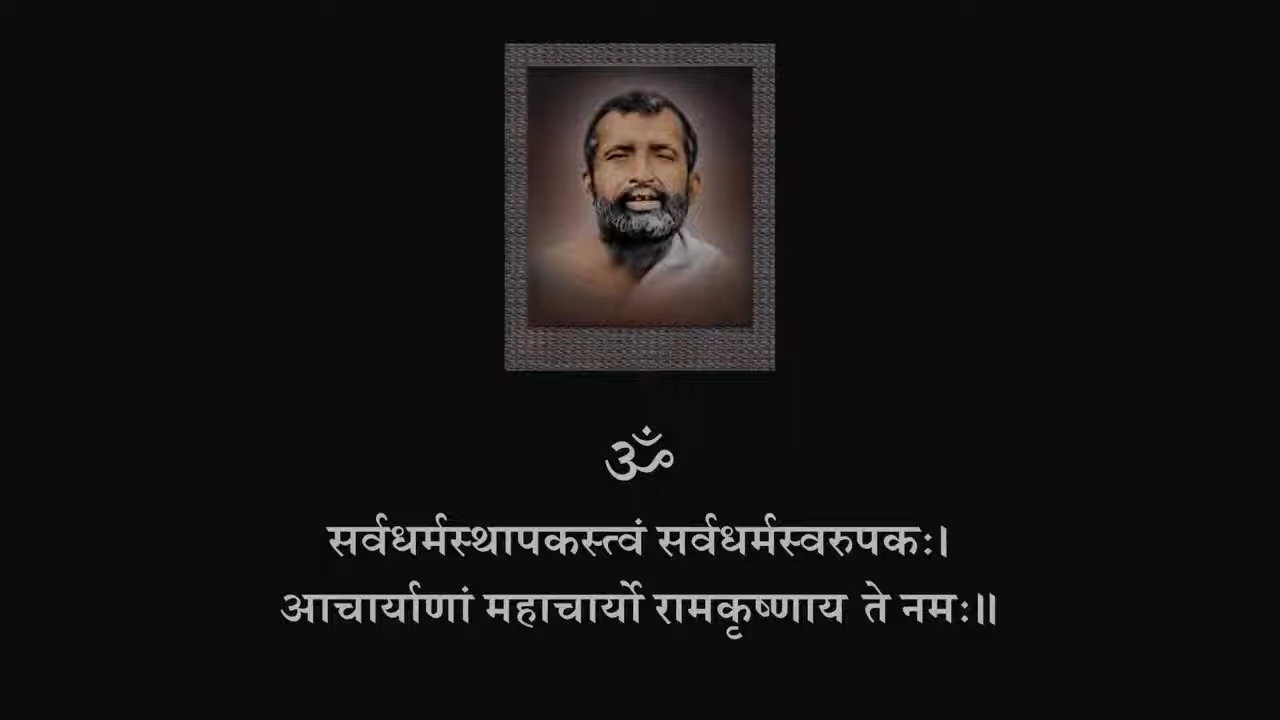 ॐ
सर्वधर्मस्थापकस्त्वं सर्वधर्मस्वरुपकः।
आचार्याणां महाचार्यो रामकृष्णाय ते नमः॥